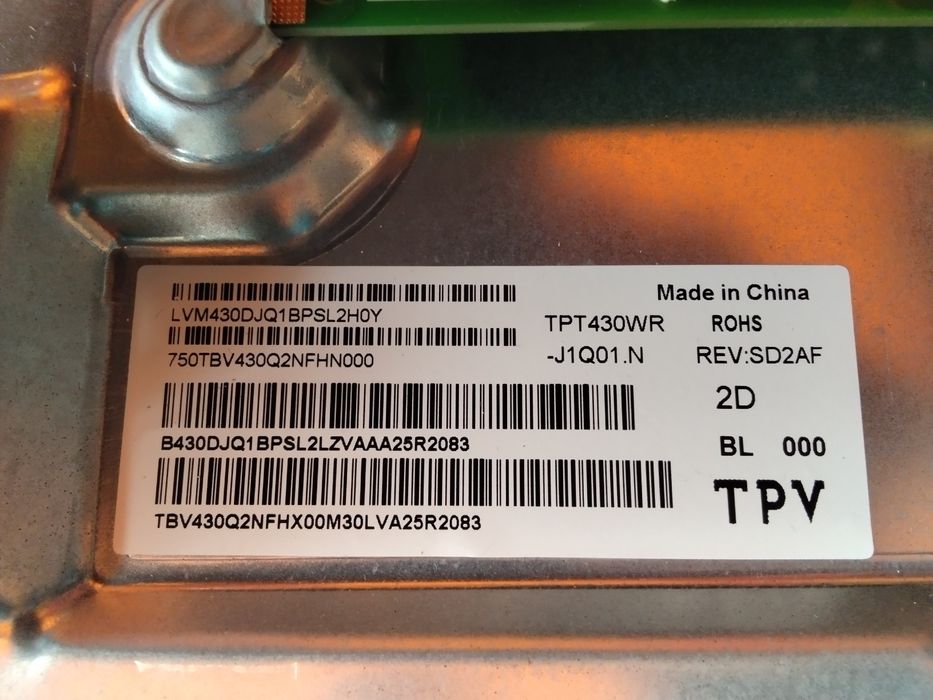 LVM430DJQ1BPSL2H0Y
750TBV430Q2NFHN000
B430DJQ1BPSL2LZVAAA25R2083
TBV430Q2NFHX00M30LVA25R2083
Made in China
TPT430WR ROHS
-J1Q01.N REV:SD2AF
2D
BL 000
TPV